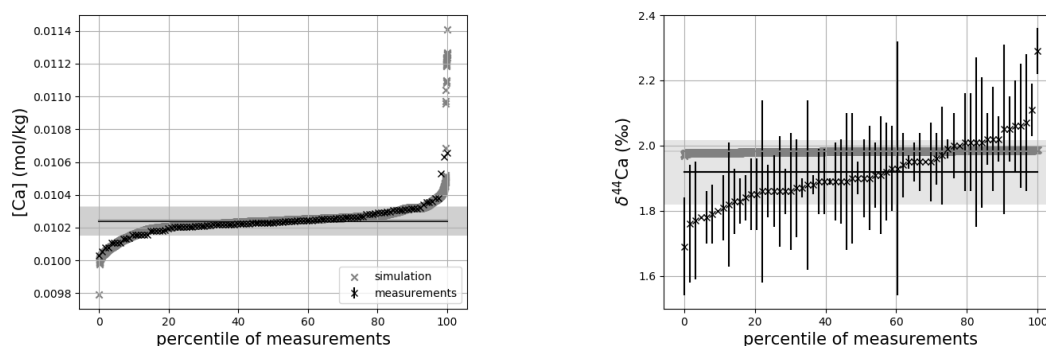 0.0114
0.0112
0.0110
0.0108
0.0106
0.0104
0.0102
0.0100
0.0098
[Ca] (mol/kg)
simulation
measurements
0 20 40 60 80 100
percentile of measurements
2.4
2.2
2.0
1.8
1.6
δ⁴⁴Ca (‰)
0 20 40 60 80 100
percentile of measurements